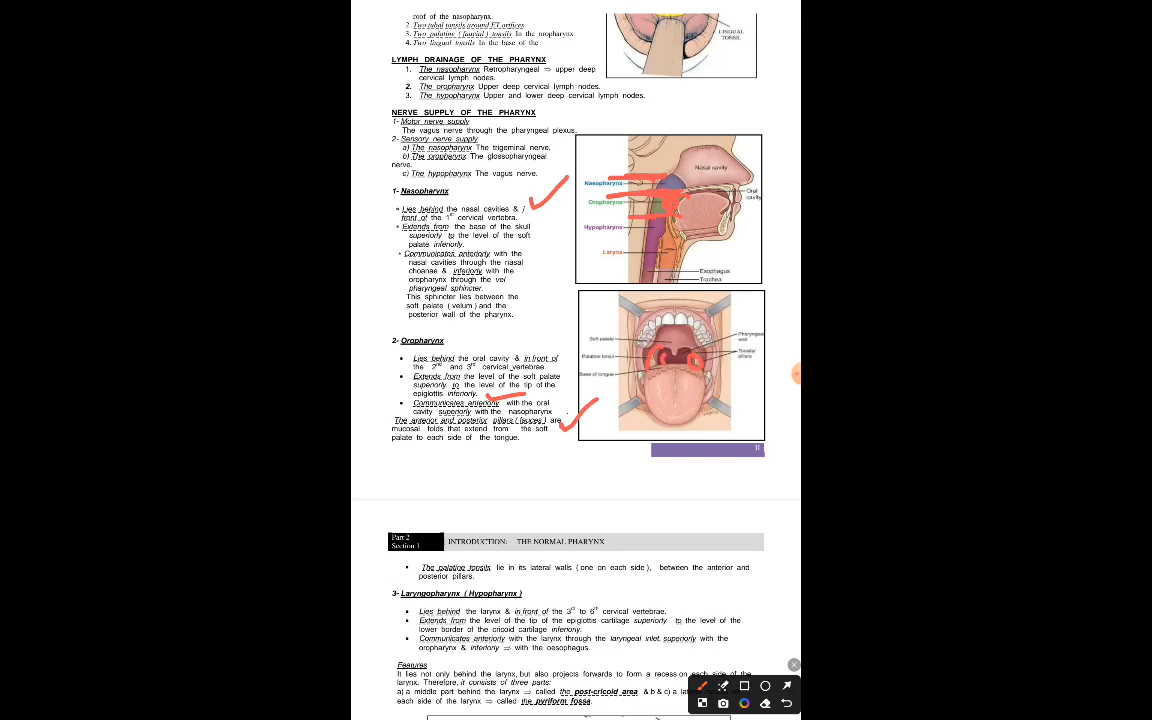 roof of the nasopharynx.
2. Two tubal tonsils around ET orifices
3. Two palatine ( faucial ) tonsils In the oropharynx
4. Two lingual tonsils In the base of the
LINGUAL
TONSIL
LYMPH DRAINAGE OF THE PHARYNX
1. The nasopharynx Retropharyngeal ⇒ upper deep
cervical lymph nodes.
2. The oropharynx Upper deep cervical lymph nodes.
3. The hypopharynx Upper and lower deep cervical lymph nodes.
NERVE SUPPLY OF THE PHARYNX
1- Motor nerve supply
The vagus nerve through the pharyngeal plexus.
2- Sensory nerve supply
a) The nasopharynx The trigeminal nerve.
b) The oropharynx The glossopharyngeal
nerve.
c) The hypopharynx The vagus nerve.
1- Nasopharynx
• Lies behind the nasal cavities & i
front of the 1st cervical vertebra.
• Extends from the base of the skull
superiorly to the level of the soft
palate inferiorly.
• Communicates anteriorly with the
nasal cavities through the nasal
choanae & inferiorly with the
oropharynx through the vel
pharyngeal sphincter.
This sphincter lies between the
soft palate ( velum ) and the
posterior wall of the pharynx.
Nasal cavity
Nasopharynx
Oral
cavity
Oropharynx
Hypopharynx
Larynx
Esophagus
Trachea
2- Oropharynx
• Lies behind the oral cavity & in front of
the 2nd and 3rd cervical vertebrae.
• Extends from the level of the soft palate
superiorly to the level of the tip of the
epiglottis inferiorly.
• Communicates anteriorly with the oral
cavity superiorly with the nasopharynx .
The anterior and posterior pillars ( fauces ) are
mucosal folds that extend from the soft
palate to each side of the tongue.
Soft palate
Pharyngeal
wall
Palatine tonsil
Tonsillar
pillars
Base of tongue
II
Part 2
Section 1
INTRODUCTION: THE NORMAL PHARYNX
• The palatine tonsils lie in its lateral walls ( one on each side ), between the anterior and
posterior pillars.
3- Laryngopharynx ( Hypopharynx )
• Lies behind the larynx & in front of the 3rd to 6th cervical vertebrae.
• Extends from the level of the tip of the epiglottis cartilage superiorly to the level of the
lower border of the cricoid cartilage inferiorly.
• Communicates anteriorly with the larynx through the laryngeal inlet, superiorly with the
oropharynx & inferiorly ⇒ with the oesophagus.
Features
It lies not only behind the larynx, but also projects forwards to form a recess on each side of the
larynx. Therefore, it consists of three parts:
a) a middle part behind the larynx ⇒ called the post-cricoid area & b & c) a
each side of the larynx ⇒ called the pyriform fossa.